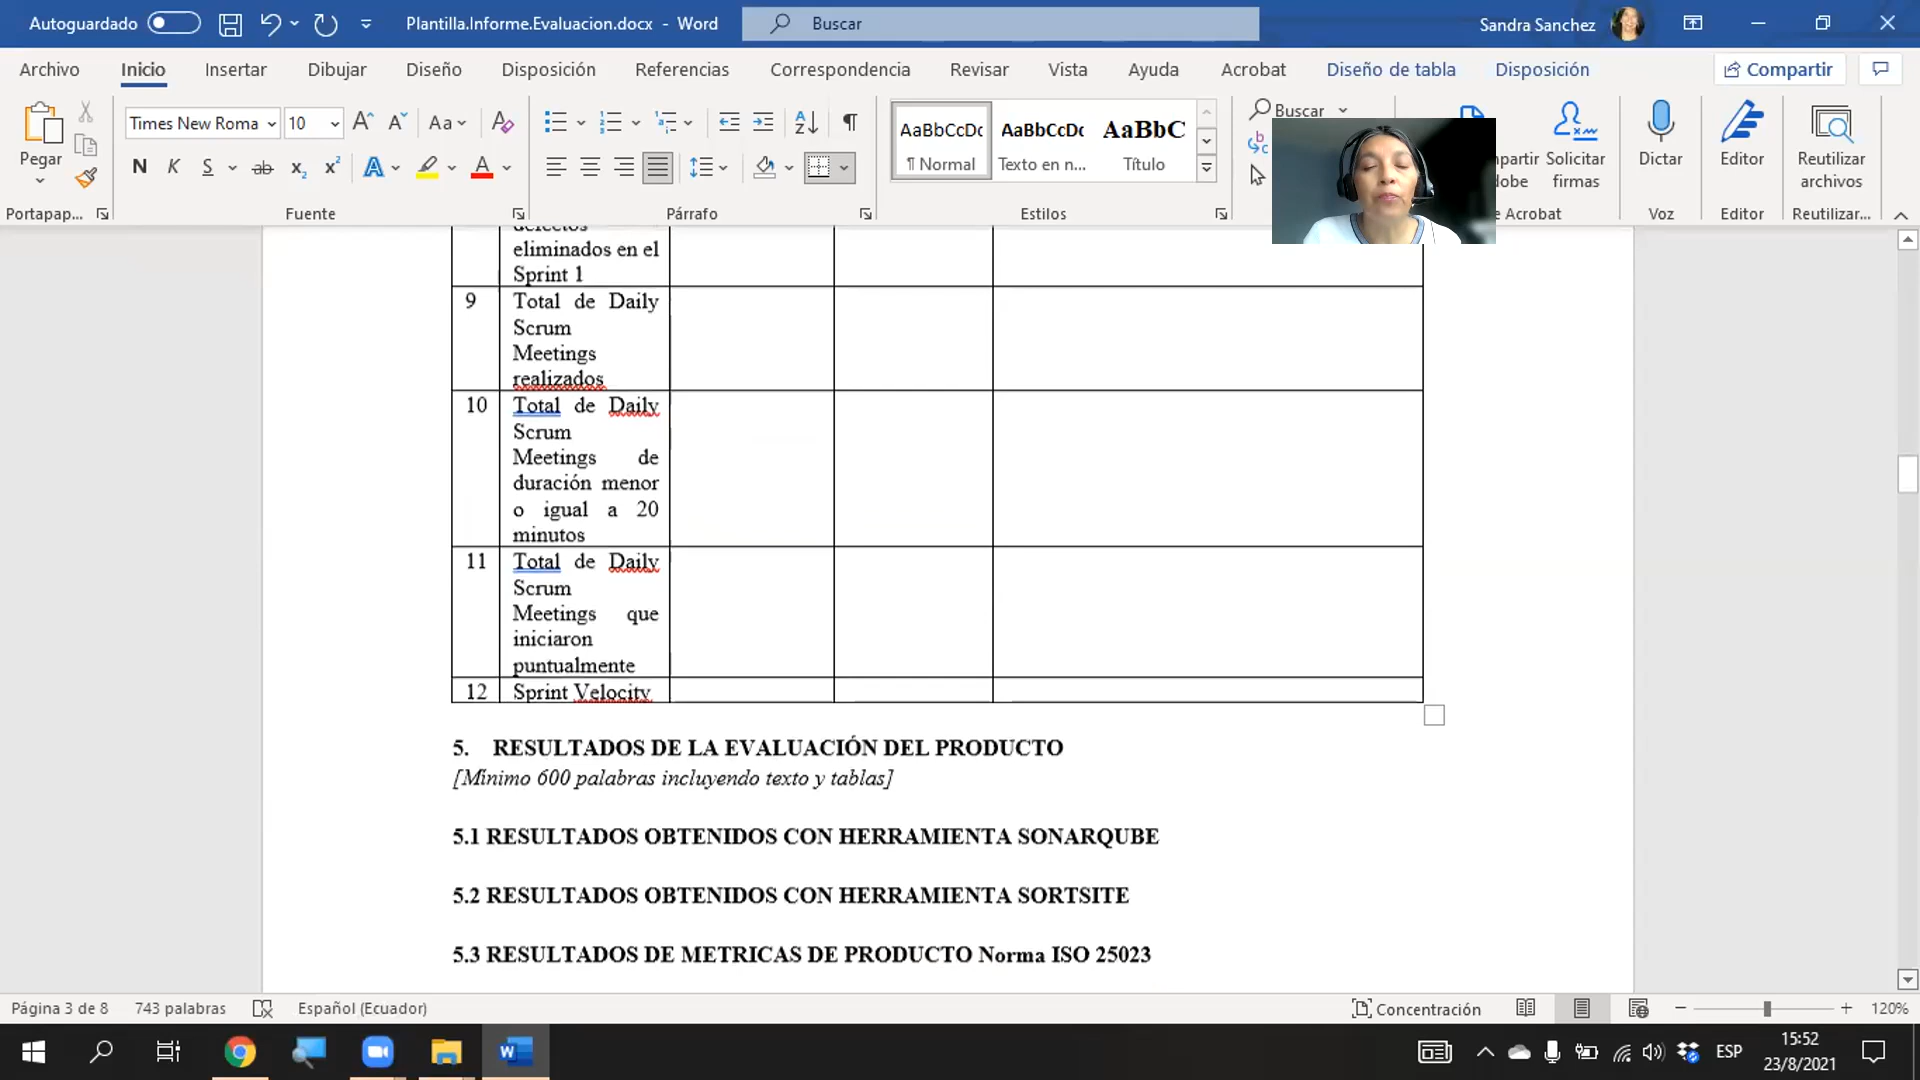 Autoguardado
Plantilla.Informe.Evaluacion.docx - Word
Buscar
Sandra Sanchez
Archivo
Inicio
Insertar
Dibujar
Diseño
Disposición
Referencias
Correspondencia
Revisar
Vista
Ayuda
Acrobat
Diseño de tabla
Disposición
Compartir
Pegar
Times New Roma
10
Aa
N K S ab x₂ x²
AaBbCcDc
¶ Normal
AaBbCcDc
Texto en n...
AaBbC
Título
Buscar
Solicitar
firmas
Dictar
Editor
Reutilizar
archivos
Portapap...
Fuente
Párrafo
Estilos
Acrobat
Voz
Editor
Reutilizar...
defectos
eliminados en el
Sprint 1
9 Total de Daily
Scrum
Meetings
realizados
10 Total de Daily
Scrum
Meetings de
duración menor
o igual a 20
minutos
11 Total de Daily
Scrum
Meetings que
iniciaron
puntualmente
12 Sprint Velocity
5. RESULTADOS DE LA EVALUACIÓN DEL PRODUCTO
[Mínimo 600 palabras incluyendo texto y tablas]
5.1 RESULTADOS OBTENIDOS CON HERRAMIENTA SONARQUBE
5.2 RESULTADOS OBTENIDOS CON HERRAMIENTA SORTSITE
5.3 RESULTADOS DE METRICAS DE PRODUCTO Norma ISO 25023
Página 3 de 8
743 palabras
Español (Ecuador)
Concentración
120%
ESP
15:52
23/8/2021